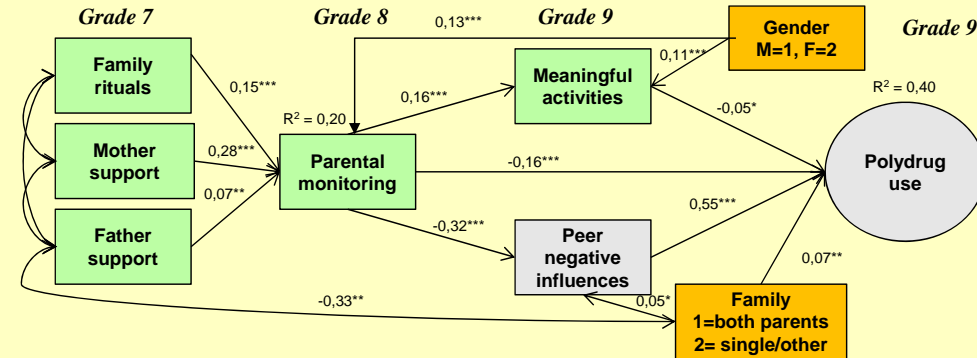 Grade 7
Grade 8
Grade 9
Grade 9
0,13***
Gender
M=1, F=2
Family
rituals
0,15***
Meaningful
activities
0,11***
0,16***
R² = 0,20
-0,05*
R² = 0,40
Mother
support
0,28***
Parental
monitoring
-0,16***
Polydrug
use
0,07**
Father
support
-0,32***
Peer
negative
influences
0,55***
0,07**
-0,33**
0,05*
Family
1=both parents
2= single/other